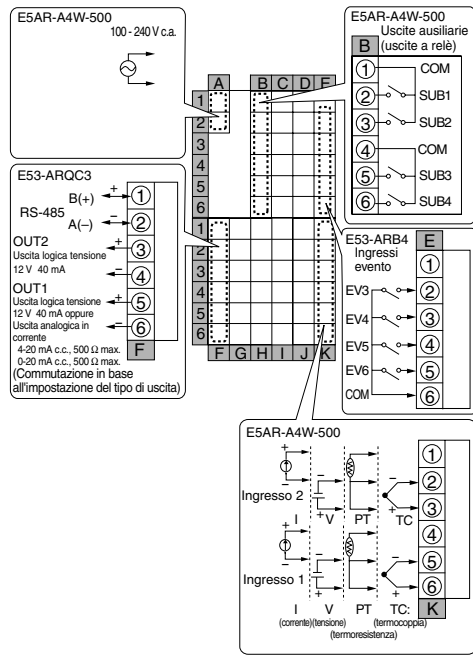 E5AR-A4W-500
100 - 240 V c.a.
A B C D E
1
2
3
4
5
6
1
2
3
4
5
6
F G H I J K
E5AR-A4W-500
Uscite ausiliarie
(uscite a relè)
B
1 COM
2 SUB1
3 SUB2
4 COM
5 SUB3
6 SUB4
E53-ARQC3
B(+) + 1
RS-485
A(−) − 2
OUT2 + 3
Uscita logica tensione
12 V 40 mA − 4
OUT1
Uscita logica tensione + 5
12 V 40 mA oppure
Uscita analogica in − 6
corrente
4-20 mA c.c., 500 Ω max. F
0-20 mA c.c., 500 Ω max.
(Commutazione in base
all'impostazione del tipo di uscita)
E53-ARB4 E
Ingressi
evento
1
EV3 2
EV4 3
EV5 4
EV6 5
COM 6
E5AR-A4W-500
+ 1
− − − 2
Ingresso 2
+ + 3
I V PT TC
+ 4
− − − 5
Ingresso 1
+ + 6
I V PT TC: K
(corrente) (tensione) (termocoppia)
(termoresistenza)